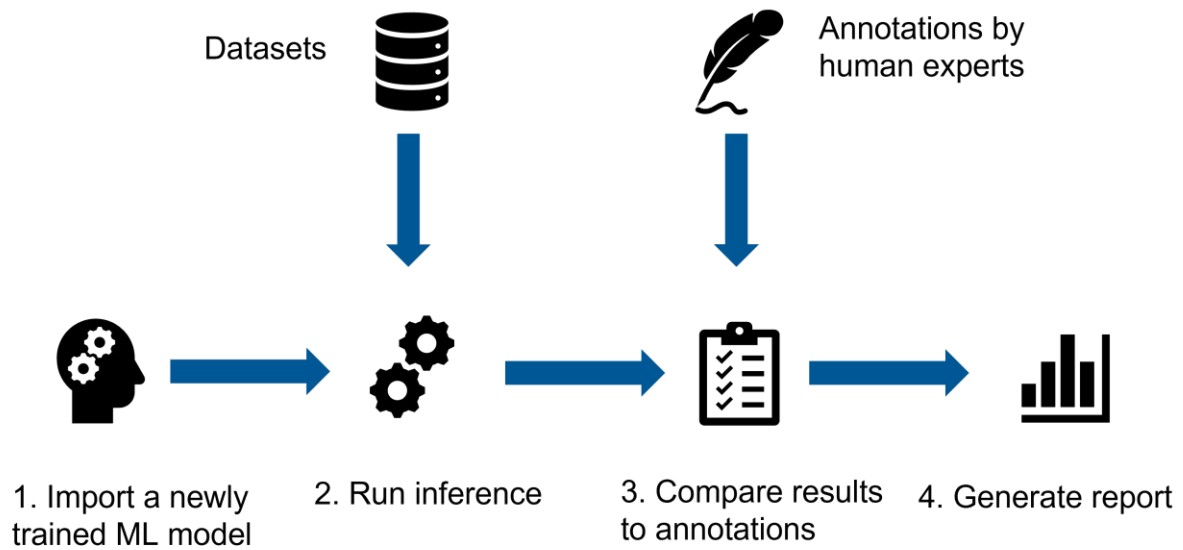 Datasets
Annotations by
human experts
1. Import a newly
trained ML model
2. Run inference
3. Compare results
to annotations
4. Generate report